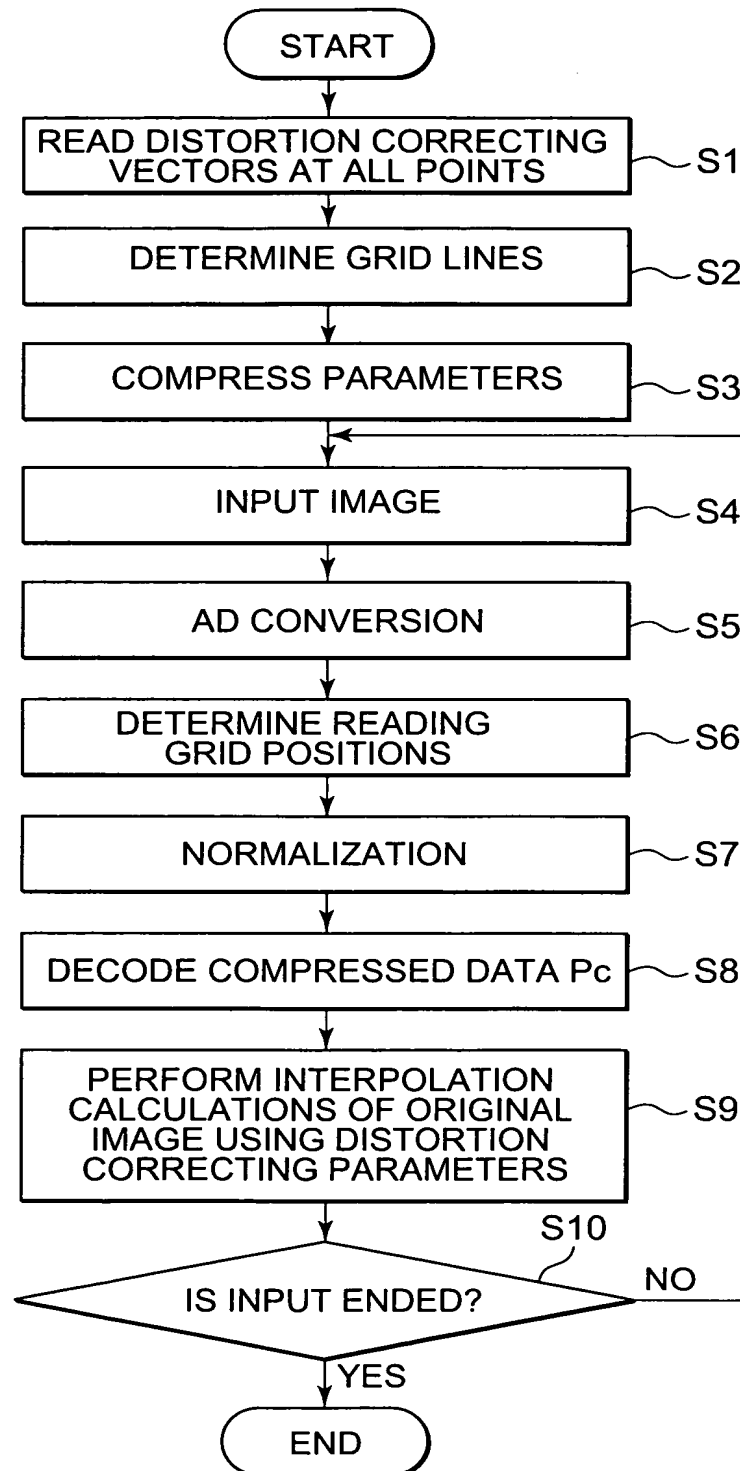 START
READ DISTORTION CORRECTING
VECTORS AT ALL POINTS
S1
DETERMINE GRID LINES
S2
COMPRESS PARAMETERS
S3
INPUT IMAGE
S4
AD CONVERSION
S5
DETERMINE READING
GRID POSITIONS
S6
NORMALIZATION
S7
DECODE COMPRESSED DATA Pc
S8
PERFORM INTERPOLATION
CALCULATIONS OF ORIGINAL
IMAGE USING DISTORTION
CORRECTING PARAMETERS
S9
S10
IS INPUT ENDED?
NO
YES
END